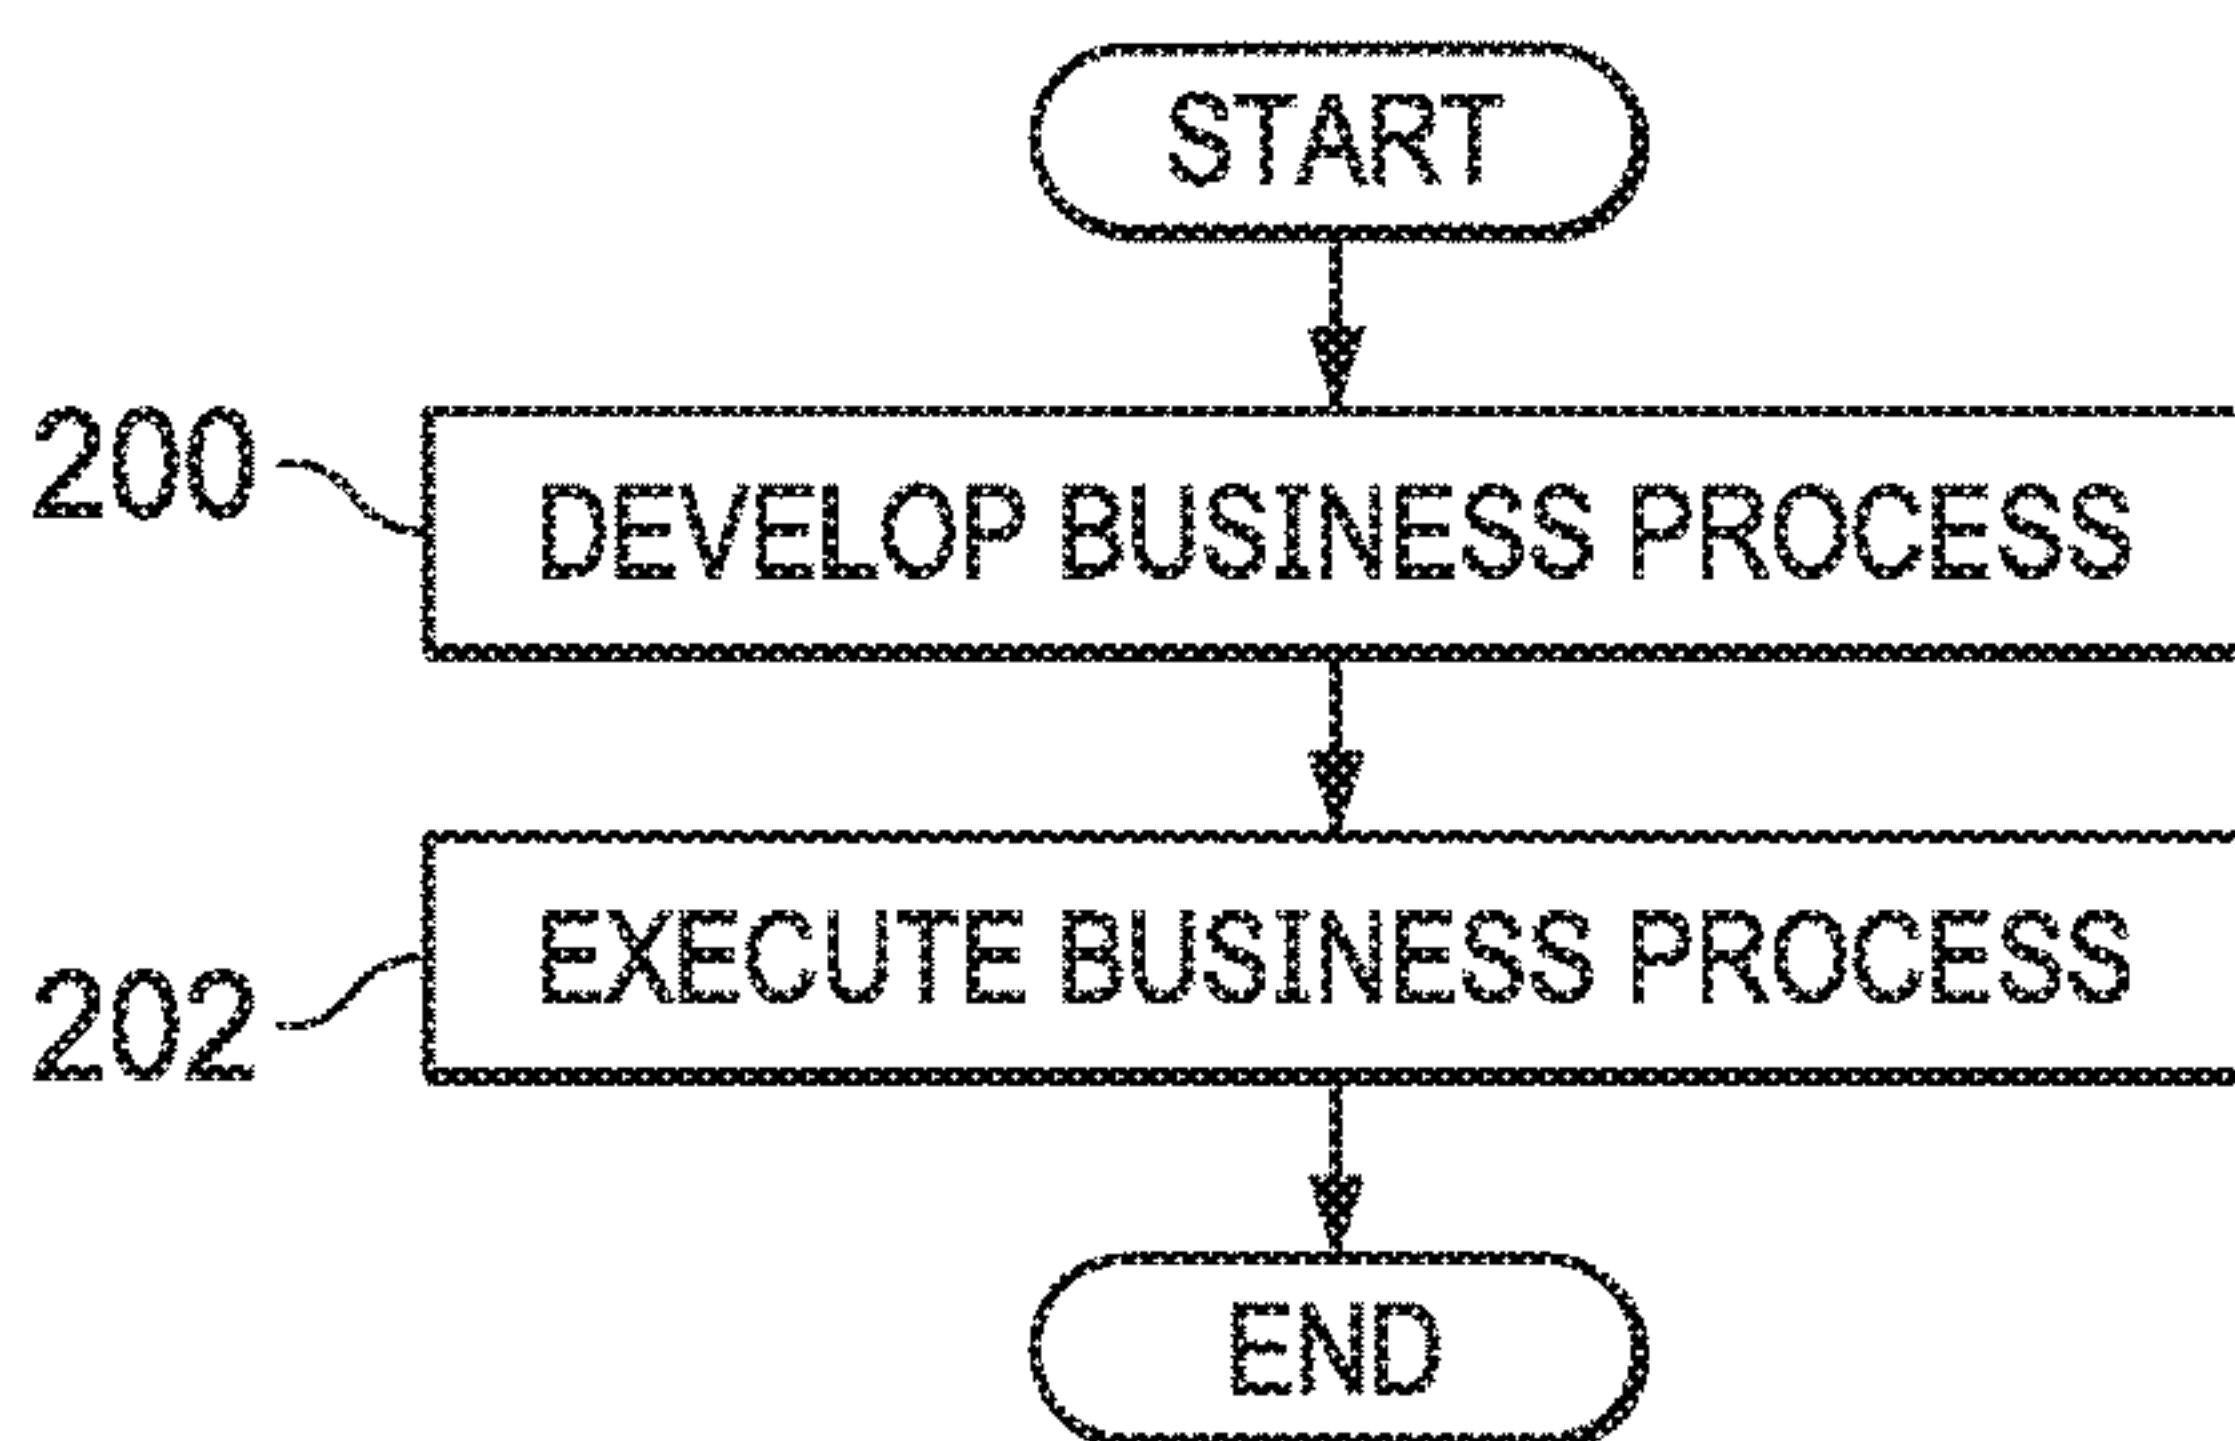 START
200
DEVELOP BUSINESS PROCESS
EXECUTE BUSINESS PROCESS
202
END